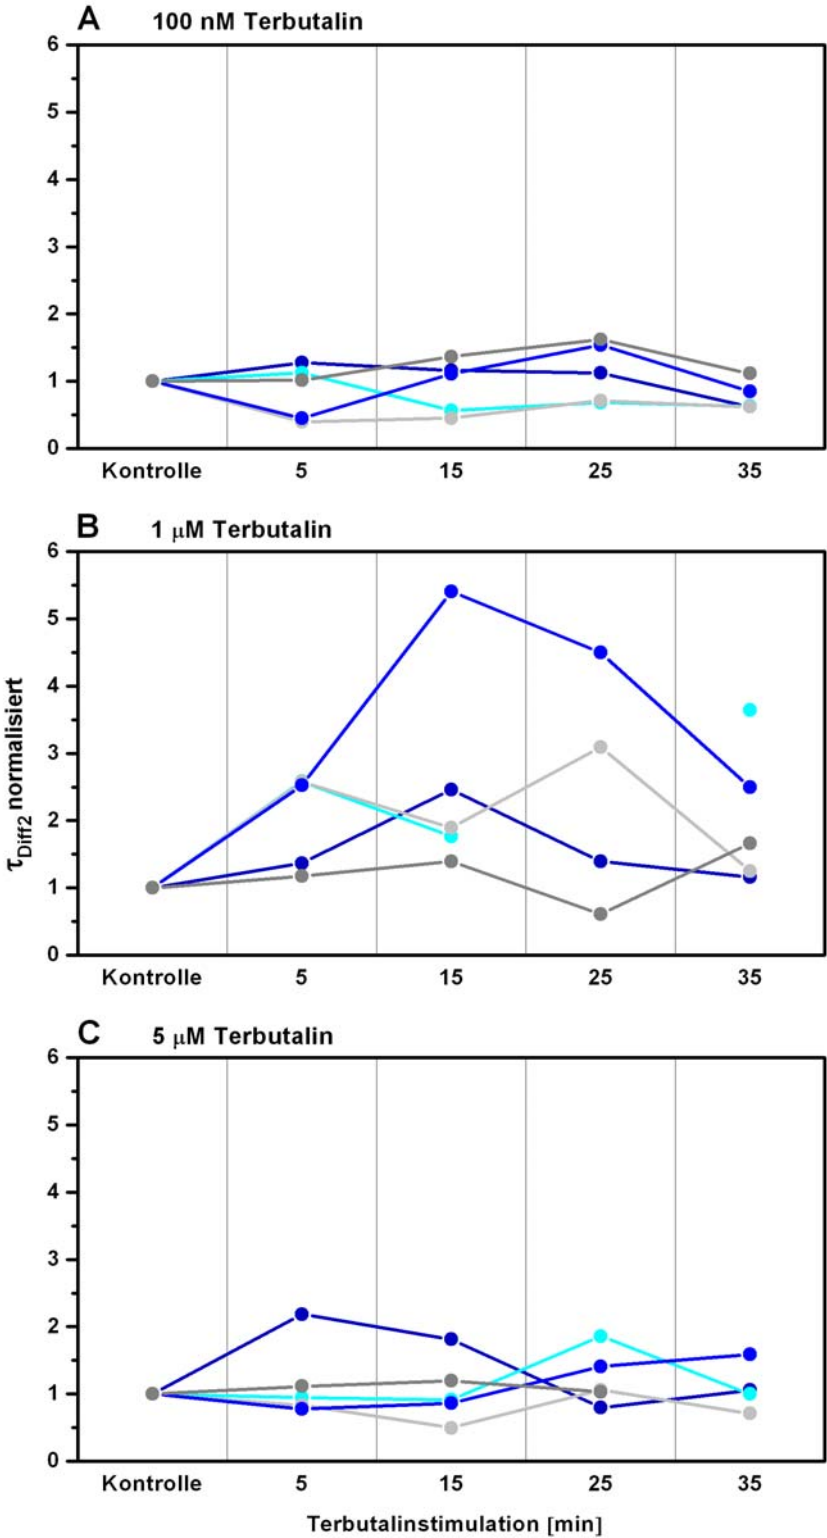 A 100 nM Terbutalin
6
5
4
3
2
1
0
Kontrolle 5 15 25 35
B 1 μM Terbutalin
6
5
4
3
2
1
0
Kontrolle 5 15 25 35
τDiff2 normalisiert
C 5 μM Terbutalin
6
5
4
3
2
1
0
Kontrolle 5 15 25 35
Terbutalinstimulation [min]